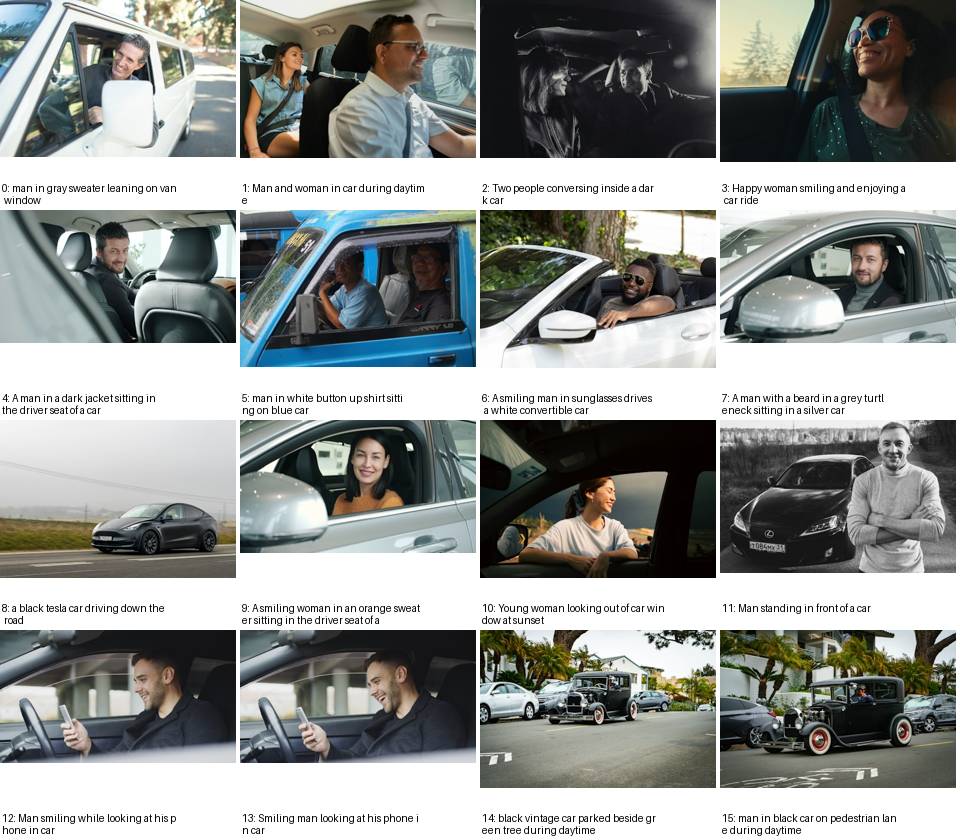 0: man in gray sweater leaning on van
window
1: Man and woman in car during daytim
e
2: Two people conversing inside a dar
k car
3: Happy woman smiling and enjoying a
car ride
4: A man in a dark jacket sitting in
the driver seat of a car
5: man in white button up shirt sitti
ng on blue car
6: A smiling man in sunglasses drives
a white convertible car
7: A man with a beard in a grey turtl
eneck sitting in a silver car
8: a black tesla car driving down the
road
9: A smiling woman in an orange sweat
er sitting in the driver seat of a
10: Young woman looking out of car win
dow at sunset
11: Man standing in front of a car
12: Man smiling while looking at his p
hone in car
13: Smiling man looking at his phone i
n car
14: black vintage car parked beside gr
een tree during daytime
15: man in black car on pedestrian lan
e during daytime